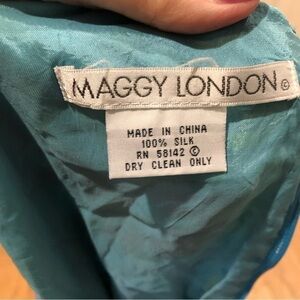 MAGGY LONDON©
MADE IN CHINA
100% SILK
RN 58142 ©
DRY CLEAN ONLY